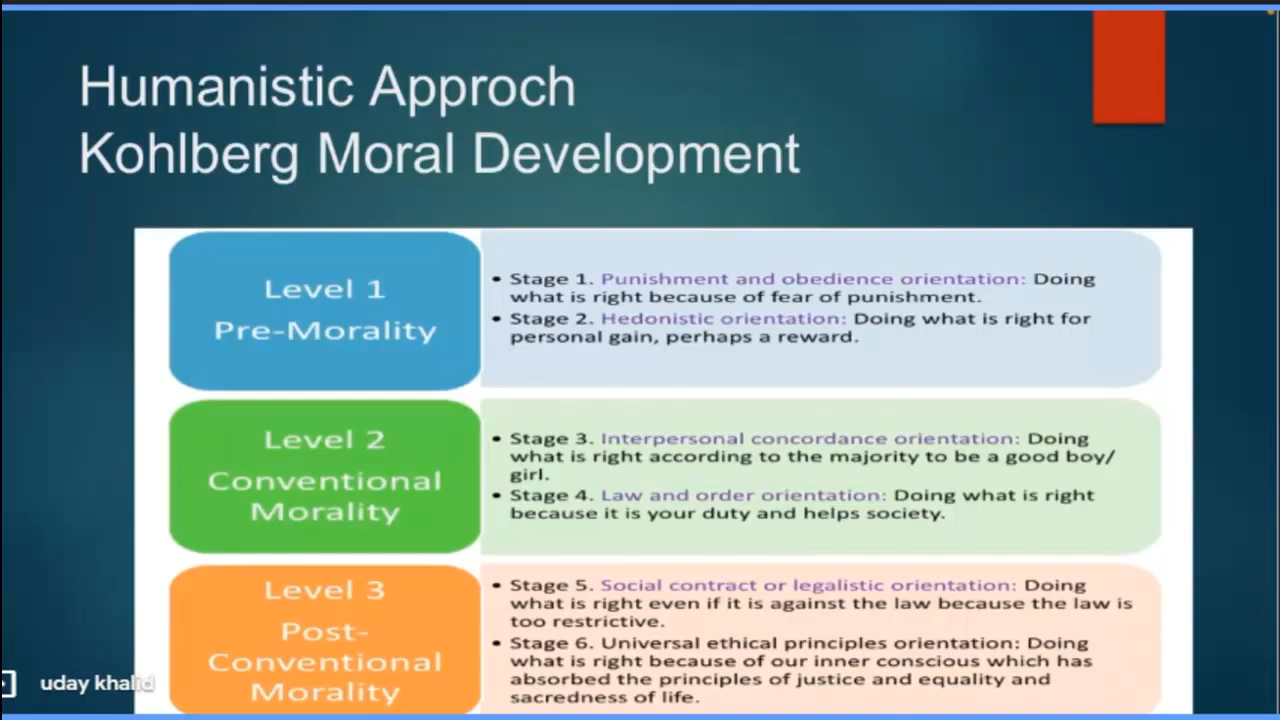 Humanistic Approch
Kohlberg Moral Development
Level 1
Pre-Morality
• Stage 1. Punishment and obedience orientation: Doing
what is right because of fear of punishment.
• Stage 2. Hedonistic orientation: Doing what is right for
personal gain, perhaps a reward.
Level 2
Conventional
Morality
• Stage 3. Interpersonal concordance orientation: Doing
what is right according to the majority to be a good boy/
girl.
• Stage 4. Law and order orientation: Doing what is right
because it is your duty and helps society.
Level 3
Post-
Conventional
Morality
• Stage 5. Social contract or legalistic orientation: Doing
what is right even if it is against the law because the law is
too restrictive.
• Stage 6. Universal ethical principles orientation: Doing
what is right because of our inner conscious which has
absorbed the principles of justice and equality and
sacredness of life.
uday khalid